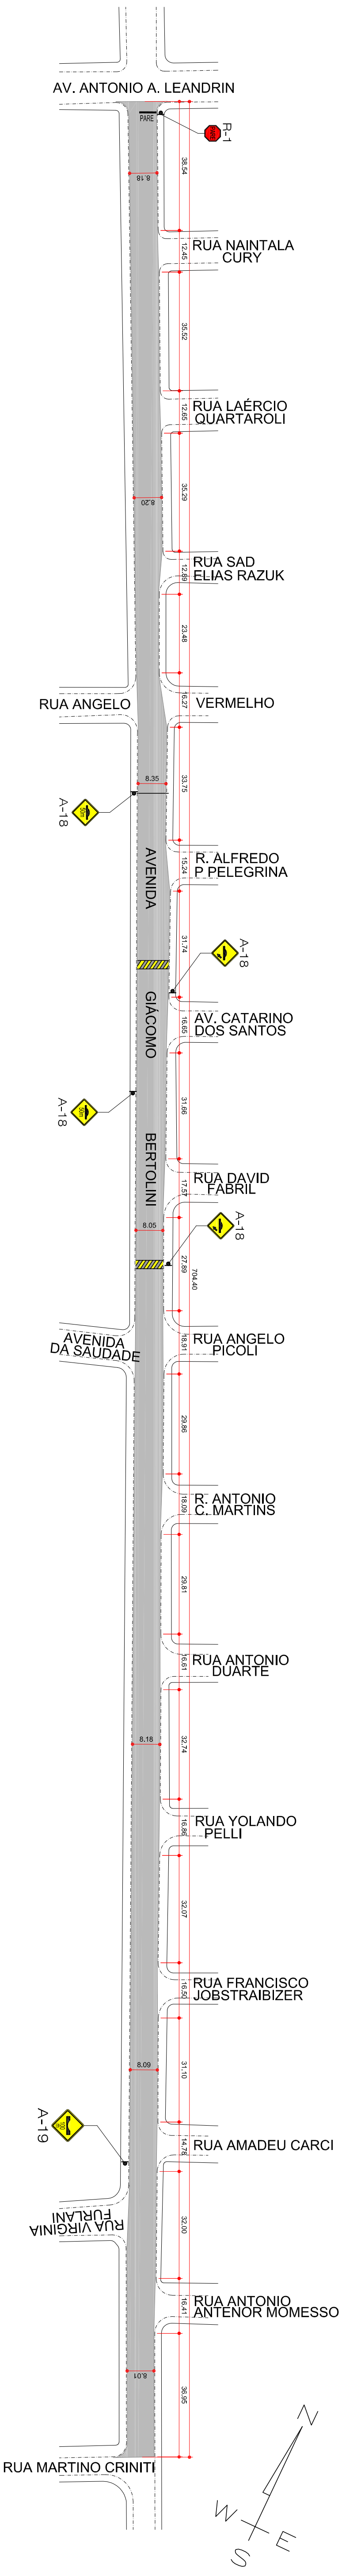 AV. ANTONIO A. LEANDRIN
PARE
R-1
38.54
8.18
12.45
RUA NAINTALA
CURY
35.52
12.65
RUA LAÉRCIO
QUARTAROLI
35.29
8.20
12.89
RUA SAD
ELIAS RAZUK
23.48
16.27
RUA ANGELO
VERMELHO
33.75
8.35
A-18
15.24
R. ALFREDO
P PELEGRINA
AVENIDA
31.74
A-18
16.65
AV. CATARINO
DOS SANTOS
GIÁCOMO
31.66
A-18
BERTOLINI
17.57
RUA DAVID
FABRIL
8.05
A-18
27.89
704.40
18.91
RUA ANGELO
PICOLI
AVENIDA
DA SAUDADE
29.86
18.09
R. ANTONIO
C. MARTINS
29.81
16.61
RUA ANTONIO
DUARTE
32.74
8.18
16.86
RUA YOLANDO
PELLI
32.07
16.50
RUA FRANCISCO
JOBSTRAIBIZER
31.10
8.09
A-19
14.78
RUA AMADEU CARCI
RUA VIRGINIA
FURLANI
32.00
16.41
RUA ANTONIO
ANTENOR MOMESSO
36.95
8.01
RUA MARTINO CRINITI
N
W
E
S